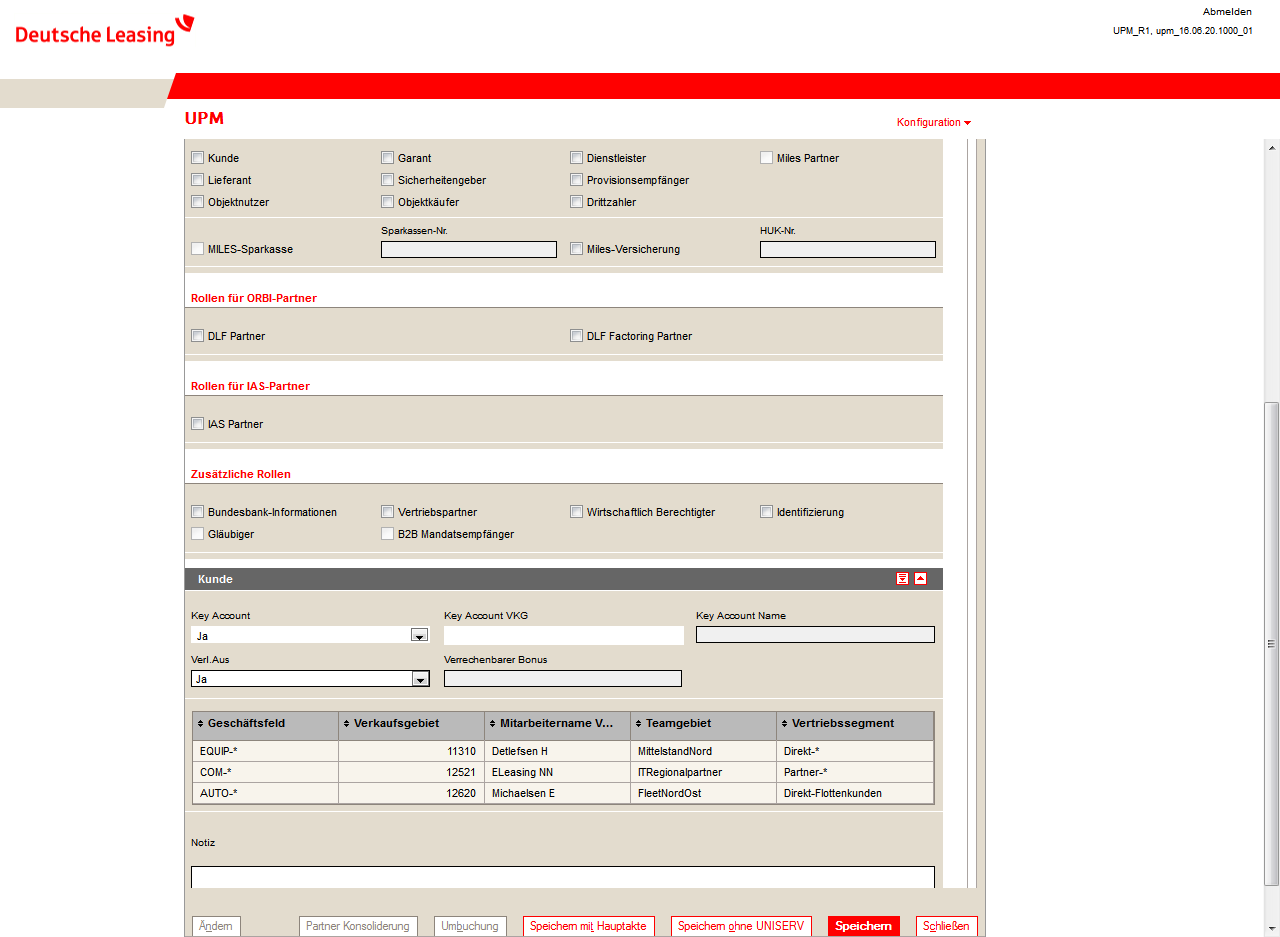 Abmelden
Deutsche Leasing
UPM_R1, upm_16.06.20.1000_01
UPM
Konfiguration
Kunde Garant Dienstleister Miles Partner
Lieferant Sicherheitengeber Provisionsempfänger
Objektnutzer Objektkäufer Drittzahler
Sparkassen-Nr. HUK-Nr.
MILES-Sparkasse Miles-Versicherung
Rollen für ORBI-Partner
DLF Partner DLF Factoring Partner
Rollen für IAS-Partner
IAS Partner
Zusätzliche Rollen
Bundesbank-Informationen Vertriebspartner Wirtschaftlich Berechtigter Identifizierung
Gläubiger B2B Mandatsempfänger
Kunde
Key Account Key Account VKG Key Account Name
Ja
Verl.Aus Verrechenbarer Bonus
Ja
Geschäftsfeld Verkaufsgebiet Mitarbeitername V... Teamgebiet Vertriebssegment
EQUIP-* 11310 Detlefsen H MittelstandNord Direkt-*
COM-* 12521 ELeasing NN ITRegionalpartner Partner-*
AUTO-* 12620 Michaelsen E FleetNordOst Direkt-Flottenkunden
Notiz
Ändern Partner Konsoliderung Umbuchung Speichern mit Hauptakte Speichern ohne UNISERV Speichern Schließen